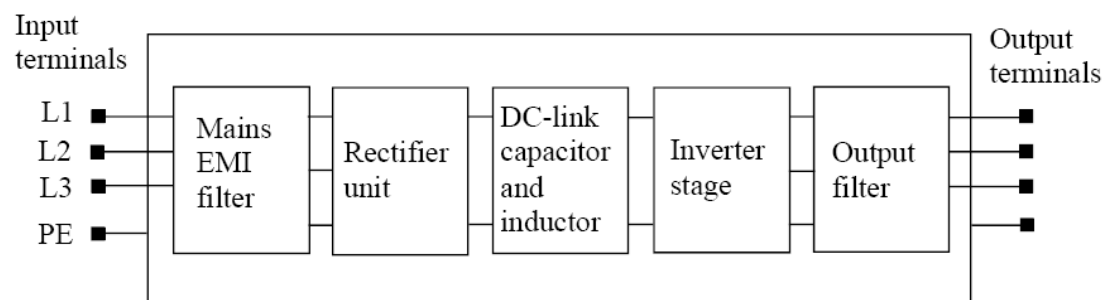 Input
terminals
L1
L2
L3
PE
Mains
EMI
filter
Rectifier
unit
DC-link
capacitor
and
inductor
Inverter
stage
Output
filter
Output
terminals